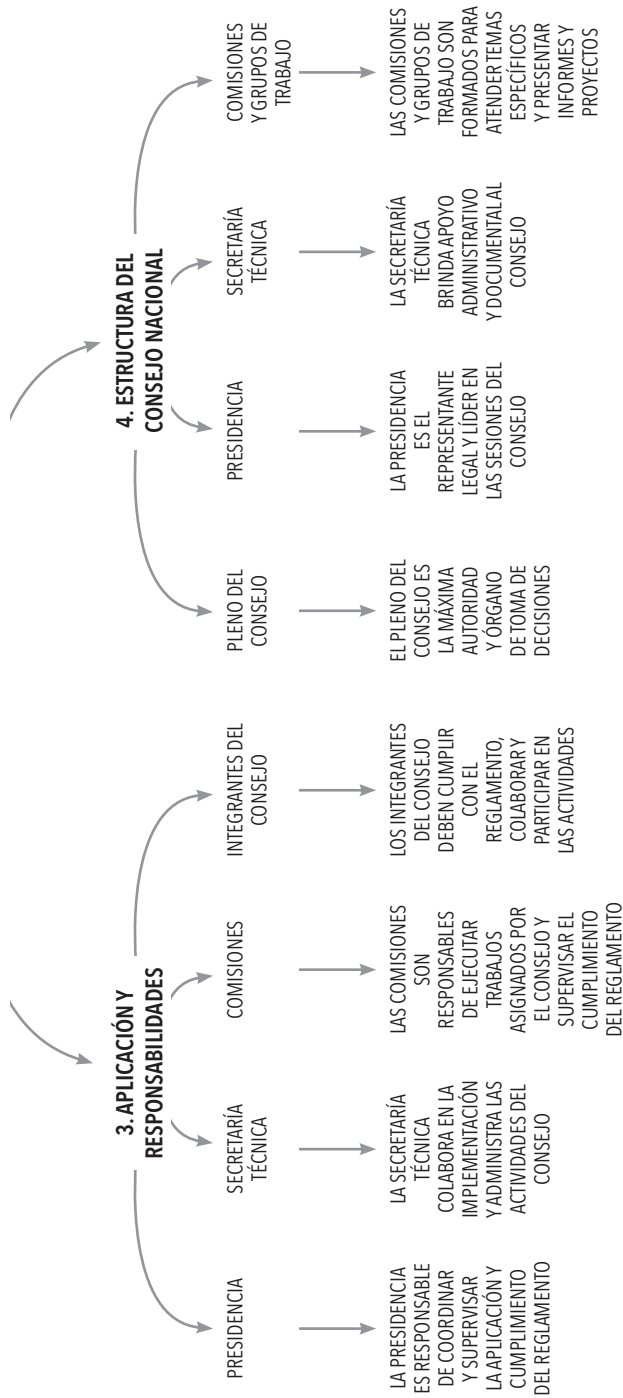 3. APLICACIÓN Y
RESPONSABILIDADES
PRESIDENCIA
LA PRESIDENCIA
ES RESPONSABLE
DE COORDINAR
Y SUPERVISAR
LA APLICACIÓN Y
CUMPLIMIENTO
DEL REGLAMENTO
SECRETARÍA
TÉCNICA
LA SECRETARÍA
TÉCNICA
COLABORA EN LA
IMPLEMENTACIÓN
Y ADMINISTRA LAS
ACTIVIDADES DEL
CONSEJO
COMISIONES
LAS COMISIONES
SON
RESPONSABLES
DE EJECUTAR
TRABAJOS
ASIGNADOS POR
EL CONSEJO Y
SUPERVISAR EL
CUMPLIMIENTO
DEL REGLAMENTO
INTEGRANTES DEL
CONSEJO
LOS INTEGRANTES
DEL CONSEJO
DEBEN CUMPLIR
CON EL
REGLAMENTO,
COLABORAR Y
PARTICIPAR EN
LAS ACTIVIDADES
4. ESTRUCTURA DEL
CONSEJO NACIONAL
PLENO DEL
CONSEJO
EL PLENO DEL
CONSEJO ES
LA MÁXIMA
AUTORIDAD
Y ÓRGANO
DE TOMA DE
DECISIONES
PRESIDENCIA
LA PRESIDENCIA
ES EL
REPRESENTANTE
LEGAL Y LÍDER EN
LAS SESIONES DEL
CONSEJO
SECRETARÍA
TÉCNICA
LA SECRETARÍA
TÉCNICA
BRINDA APOYO
ADMINISTRATIVO
Y DOCUMENTAL AL
CONSEJO
COMISIONES
Y GRUPOS DE
TRABAJO
LAS COMISIONES
Y GRUPOS DE
TRABAJO SON
FORMADOS PARA
ATENDER TEMAS
ESPECÍFICOS
Y PRESENTAR
INFORMES Y
PROYECTOS